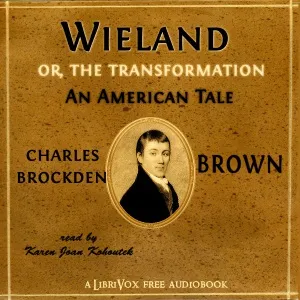 WIELAND
OR, THE TRANSFORMATION
AN AMERICAN TALE
CHARLES
BROCKDEN
BROWN
read by
Karen Joan Kohoutek
A LIBRIVOX FREE AUDIOBOOK